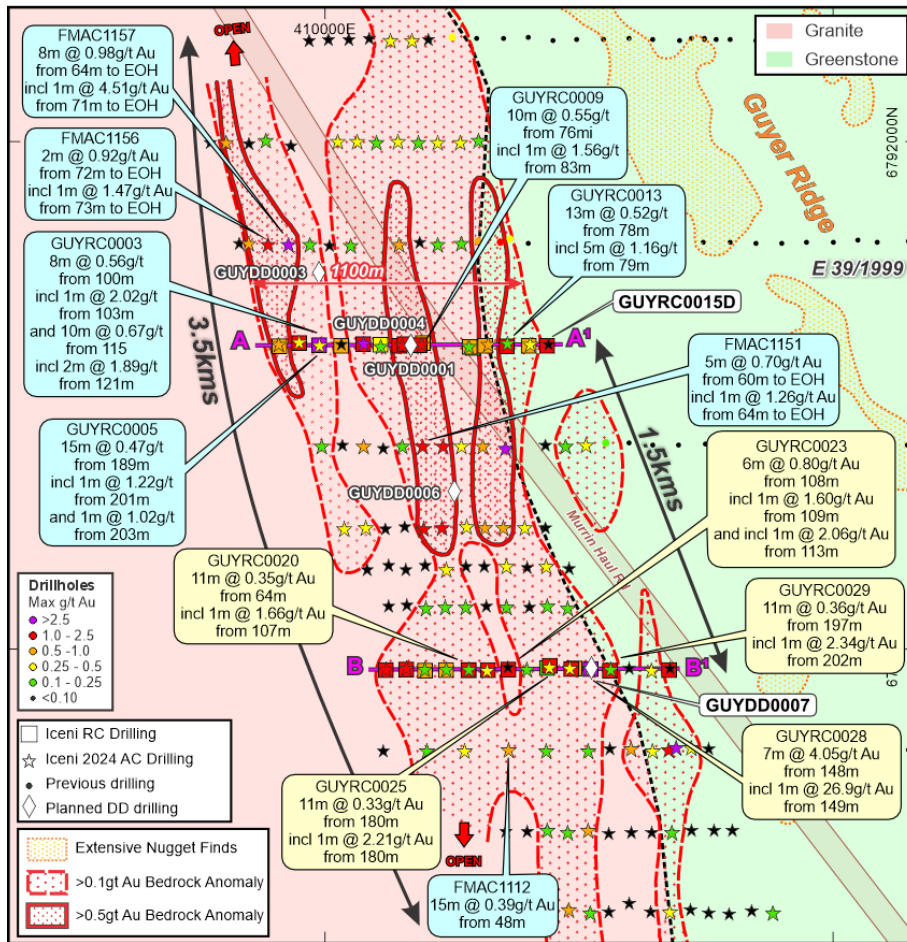 410000E
OPEN
Granite
Greenstone
FMAC1157
8m @ 0.98g/t Au
from 64m to EOH
incl 1m @ 4.51g/t Au
from 71m to EOH
FMAC1156
2m @ 0.92g/t Au
from 72m to EOH
incl 1m @ 1.47g/t Au
from 73m to EOH
GUYRC0003
8m @ 0.56g/t
from 100m
incl 1m @ 2.02g/t
from 103m
and 10m @ 0.67g/t
from 115
incl 2m @ 1.89g/t
from 121m
GUYRC0005
15m @ 0.47g/t
from 189m
incl 1m @ 1.22g/t
from 201m
and 1m @ 1.02g/t
from 203m
GUYRC0009
10m @ 0.55g/t
from 76mi
incl 1m @ 1.56g/t
from 83m
GUYRC0013
13m @ 0.52g/t
from 78m
incl 5m @ 1.16g/t
from 79m
Guyer Ridge
6792000N
E 39/1999
GUYDD0003
1100m
GUYRC0015D
GUYDD0004
A
A¹
GUYDD0001
3.5kms
1.5kms
FMAC1151
5m @ 0.70g/t Au
from 60m to EOH
incl 1m @ 1.26g/t Au
from 64m to EOH
GUYRC0023
6m @ 0.80g/t Au
from 108m
incl 1m @ 1.60g/t Au
from 109m
and incl 1m @ 2.06g/t Au
from 113m
GUYDD0006
Murrin Haul Rd
GUYRC0020
11m @ 0.35g/t Au
from 64m
incl 1m @ 1.66g/t Au
from 107m
GUYRC0029
11m @ 0.36g/t Au
from 197m
incl 1m @ 2.34g/t Au
from 202m
B
B¹
GUYDD0007
GUYRC0028
7m @ 4.05g/t Au
from 148m
incl 1m @ 26.9g/t Au
from 149m
GUYRC0025
11m @ 0.33g/t Au
from 180m
incl 1m @ 2.21g/t Au
from 180m
OPEN
FMAC1112
15m @ 0.39g/t Au
from 48m
Drillholes
Max g/t Au
>2.5
1.0 - 2.5
0.5 - 1.0
0.25 - 0.5
0.1 - 0.25
<0.10
Iceni RC Drilling
Iceni 2024 AC Drilling
Previous drilling
Planned DD drilling
Extensive Nugget Finds
>0.1gt Au Bedrock Anomaly
>0.5gt Au Bedrock Anomaly